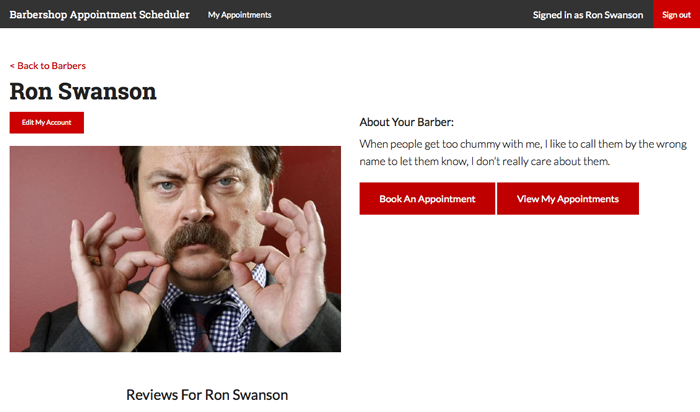 Barbershop Appointment Scheduler My Appointments Signed in as Ron Swanson Sign out
< Back to Barbers
Ron Swanson
Edit My Account
About Your Barber:
When people get too chummy with me, I like to call them by the wrong
name to let them know, I don't really care about them.
Book An Appointment View My Appointments
Reviews For Ron Swanson